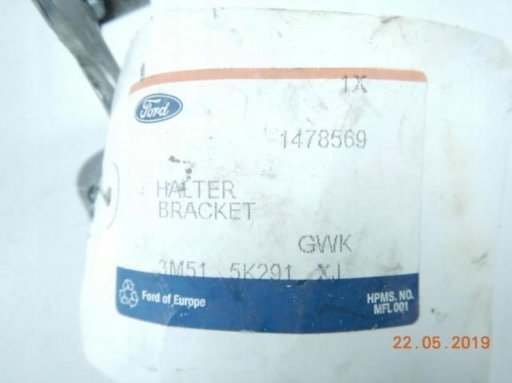 1X
Ford
1478569
HALTER
BRACKET
GWK
3M51 5K291 XJ
Ford of Europe
HPMS. NO.
MFL 001
22.05.2019